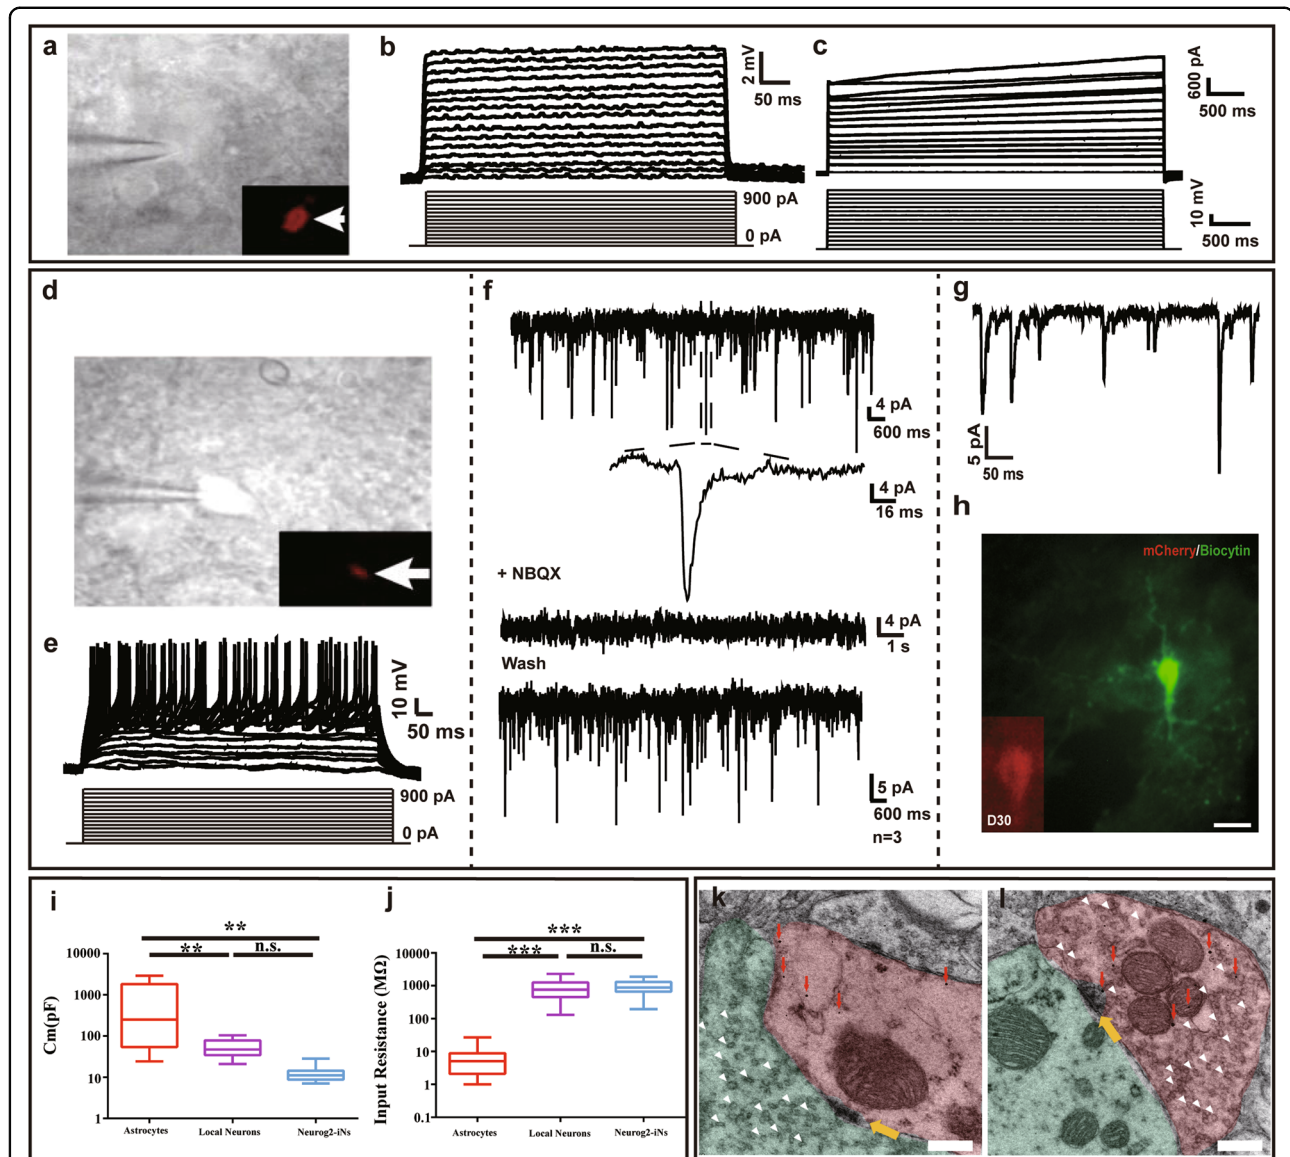 a
b
2 mV
50 ms
900 pA
0 pA
c
600 pA
500 ms
10 mV
500 ms
d
e
10 mV
50 ms
900 pA
0 pA
f
4 pA
600 ms
4 pA
16 ms
+ NBQX
4 pA
1 s
Wash
5 pA
600 ms
n=3
g
5 pA
50 ms
h
mCherry/Biocytin
D30
i
**
** n.s.
Cm(pF)
10000
1000
100
10
1
Astrocytes Local Neurons Neurog2-iNs
j
***
*** n.s.
Input Resistance (MΩ)
10000
1000
100
10
1
0.1
Astrocytes Local Neurons Neurog2-iNs
k
l